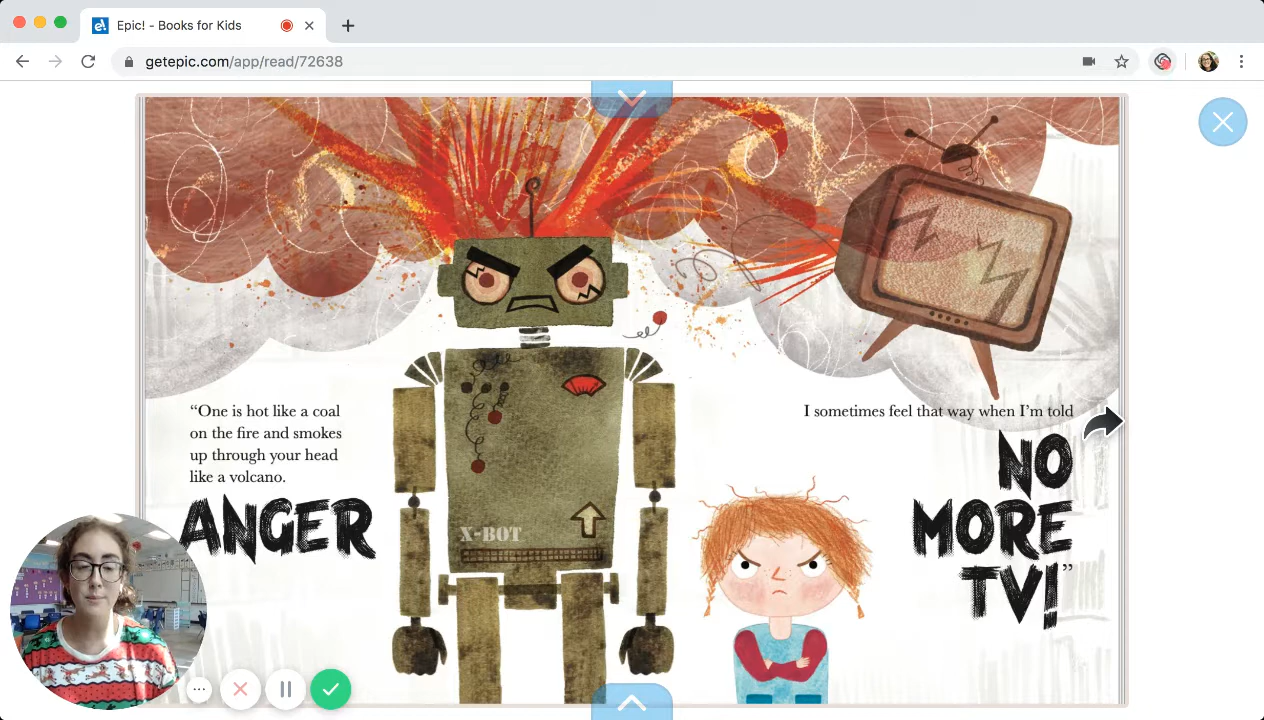 Epic! - Books for Kids
getepic.com/app/read/72638
“One is hot like a coal
on the fire and smokes
up through your head
like a volcano.
ANGER
X-BOT
I sometimes feel that way when I’m told
NO
MORE
TV!”